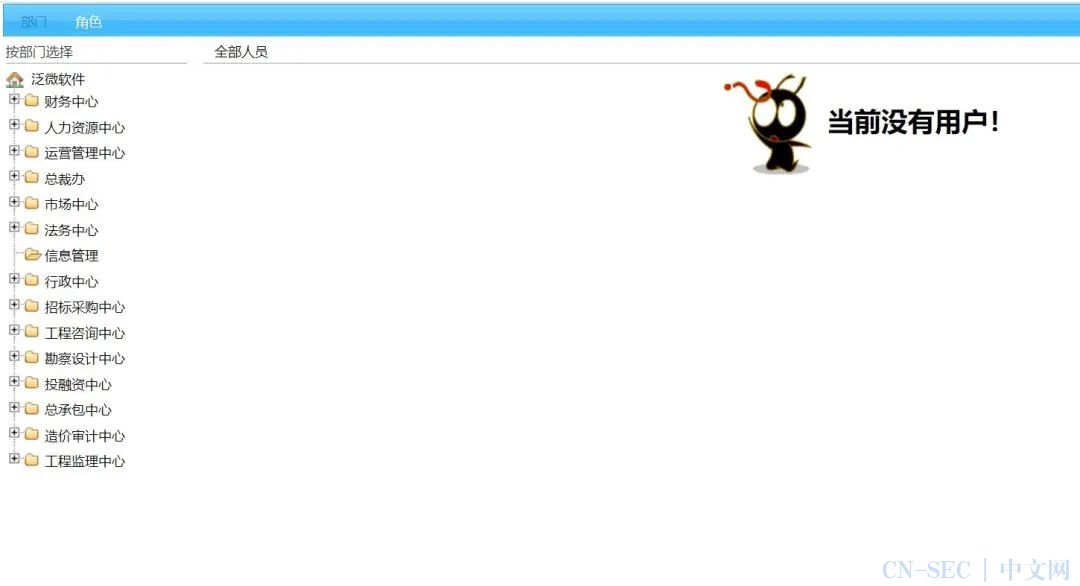 部门 角色
按部门选择 全部人员
泛微软件
财务中心
人力资源中心
运营管理中心
总裁办
市场中心
法务中心
信息管理
行政中心
招标采购中心
工程咨询中心
勘察设计中心
投融资中心
总承包中心
造价审计中心
工程监理中心
当前没有用户!
CN-SEC | 中文网